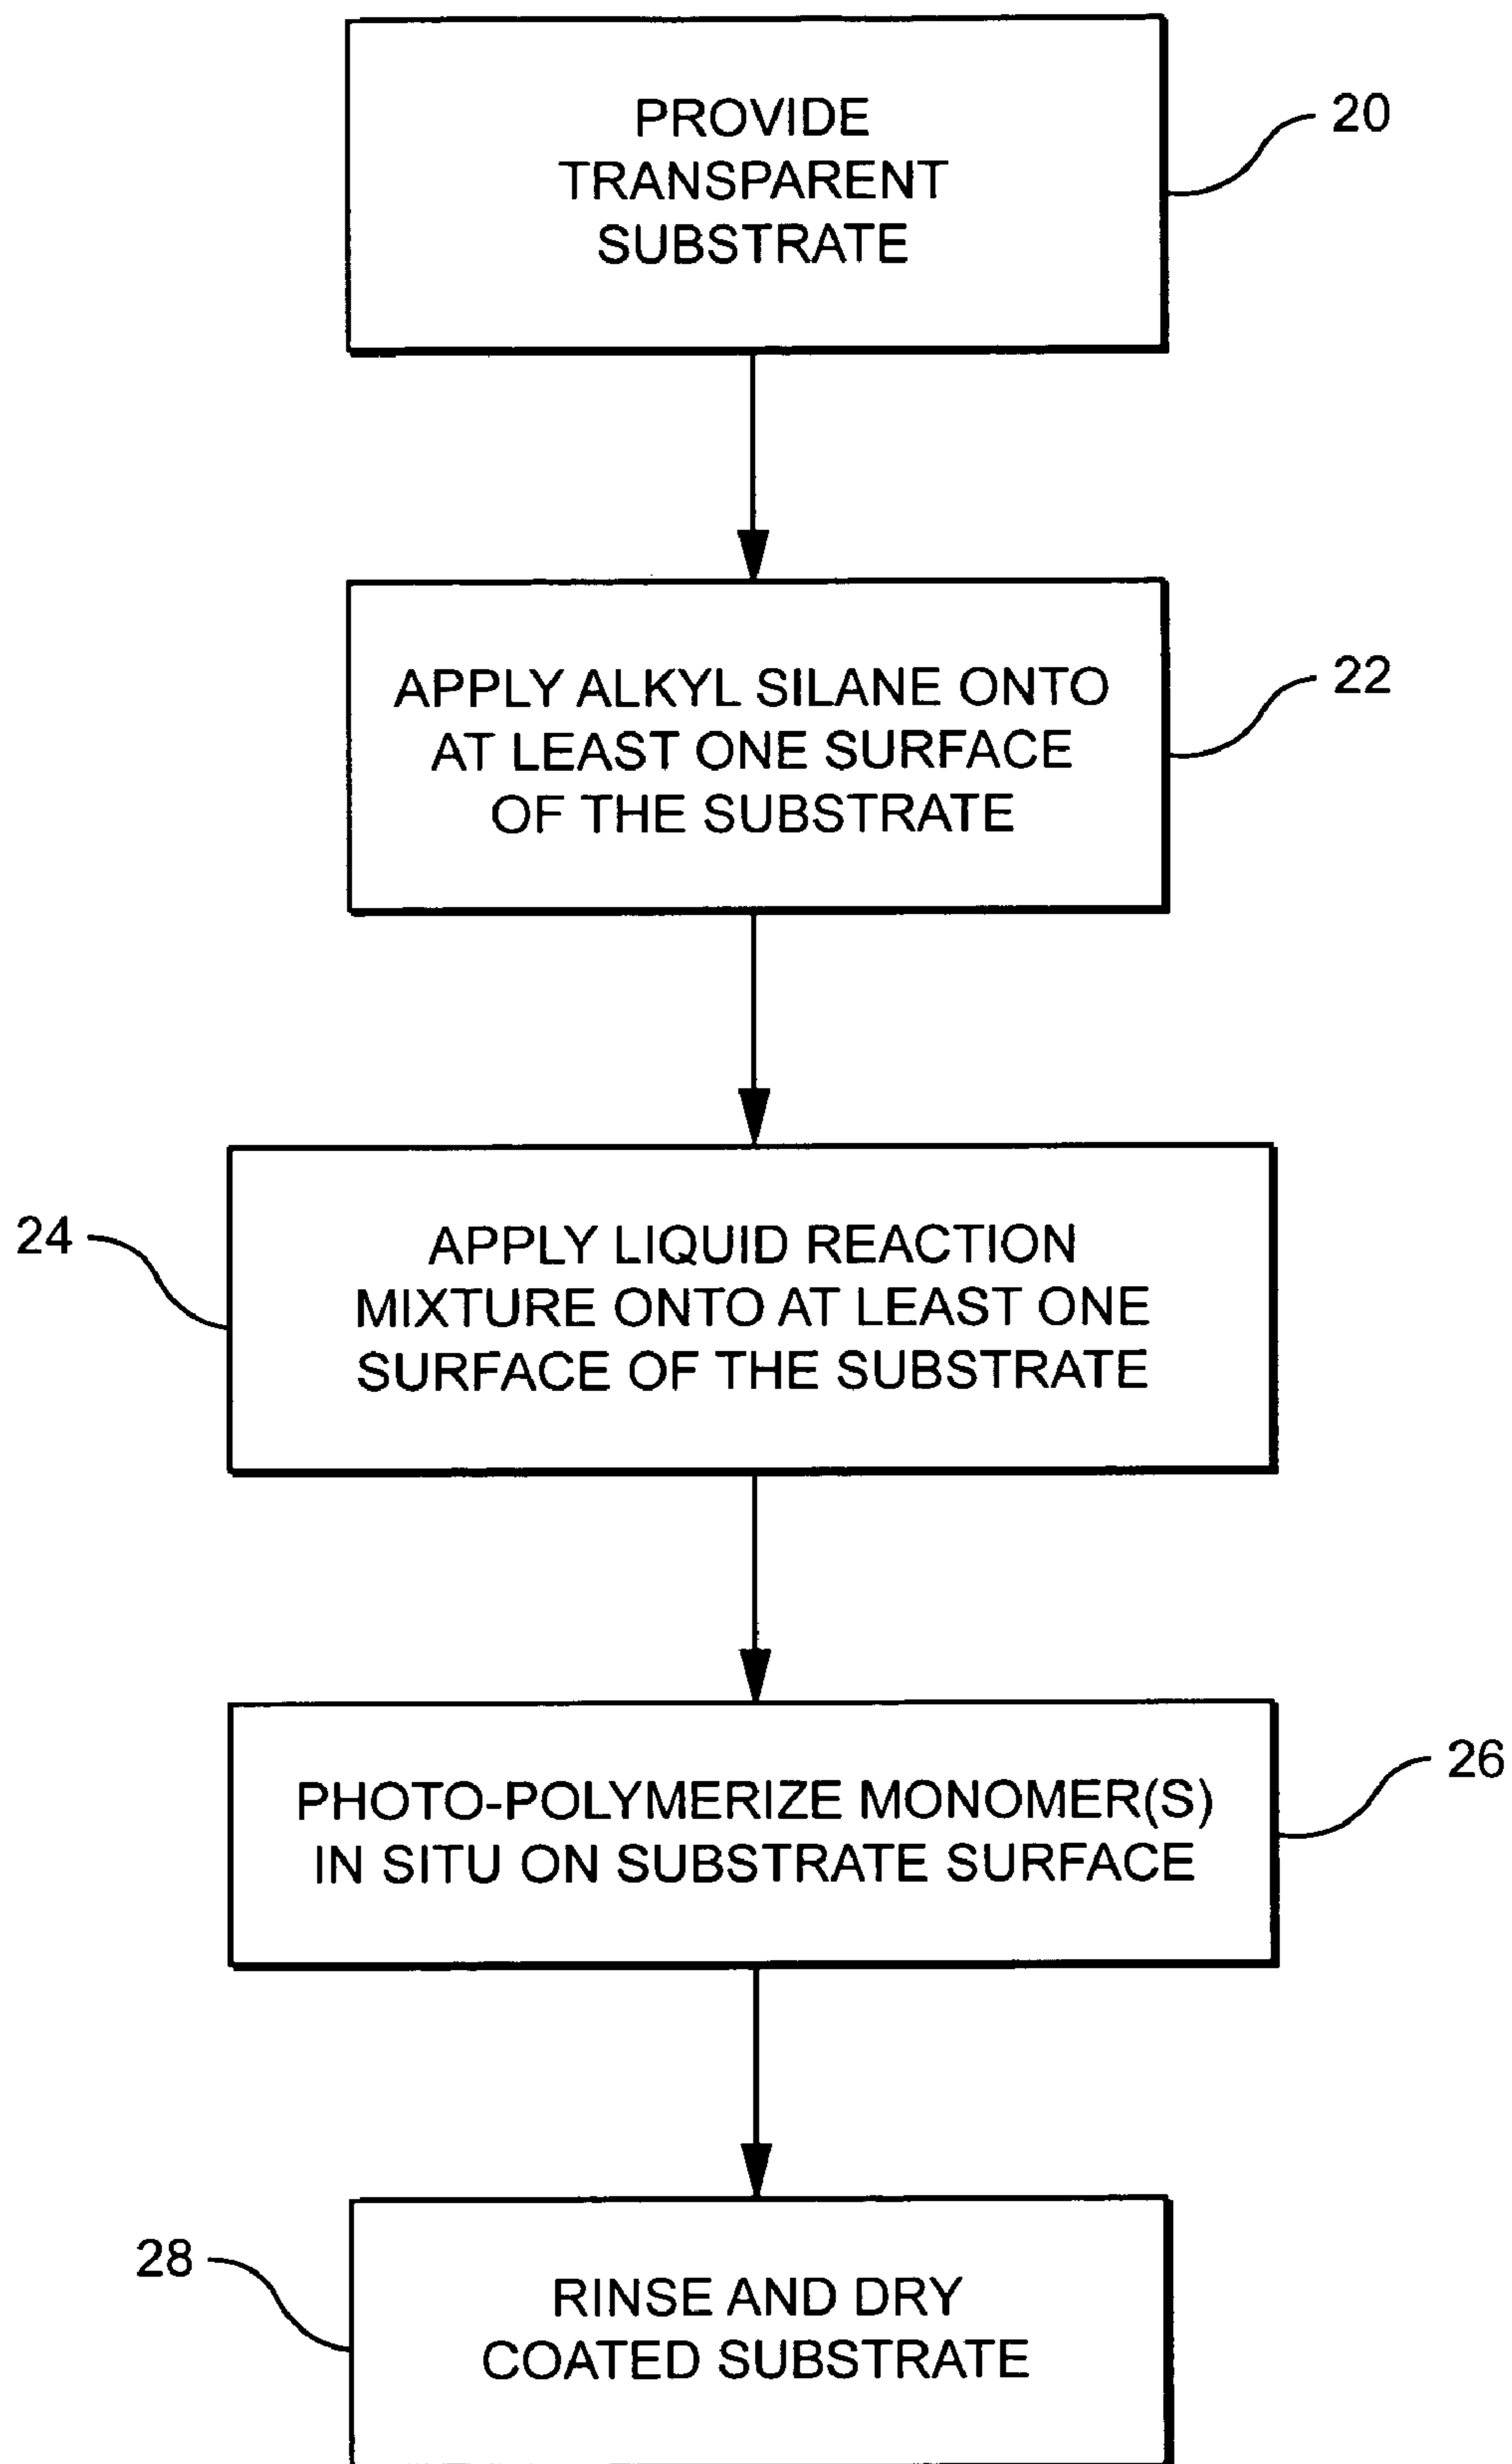 PROVIDE
TRANSPARENT
SUBSTRATE
20
APPLY ALKYL SILANE ONTO
AT LEAST ONE SURFACE
OF THE SUBSTRATE
22
24
APPLY LIQUID REACTION
MIXTURE ONTO AT LEAST ONE
SURFACE OF THE SUBSTRATE
PHOTO-POLYMERIZE MONOMER(S)
IN SITU ON SUBSTRATE SURFACE
26
28
RINSE AND DRY
COATED SUBSTRATE